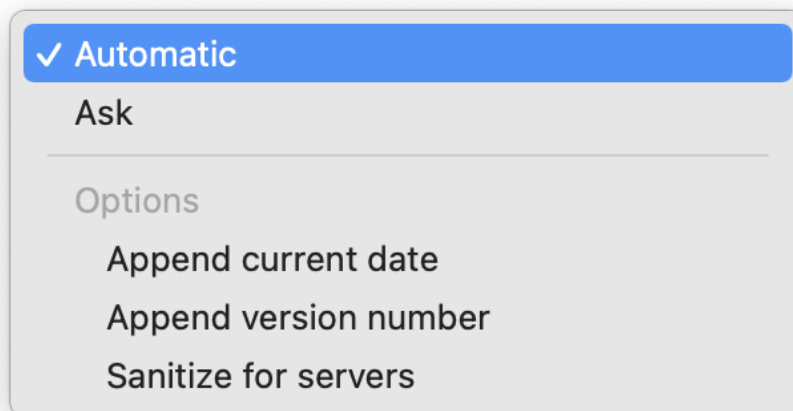 Automatic
Ask
Options
Append current date
Append version number
Sanitize for servers